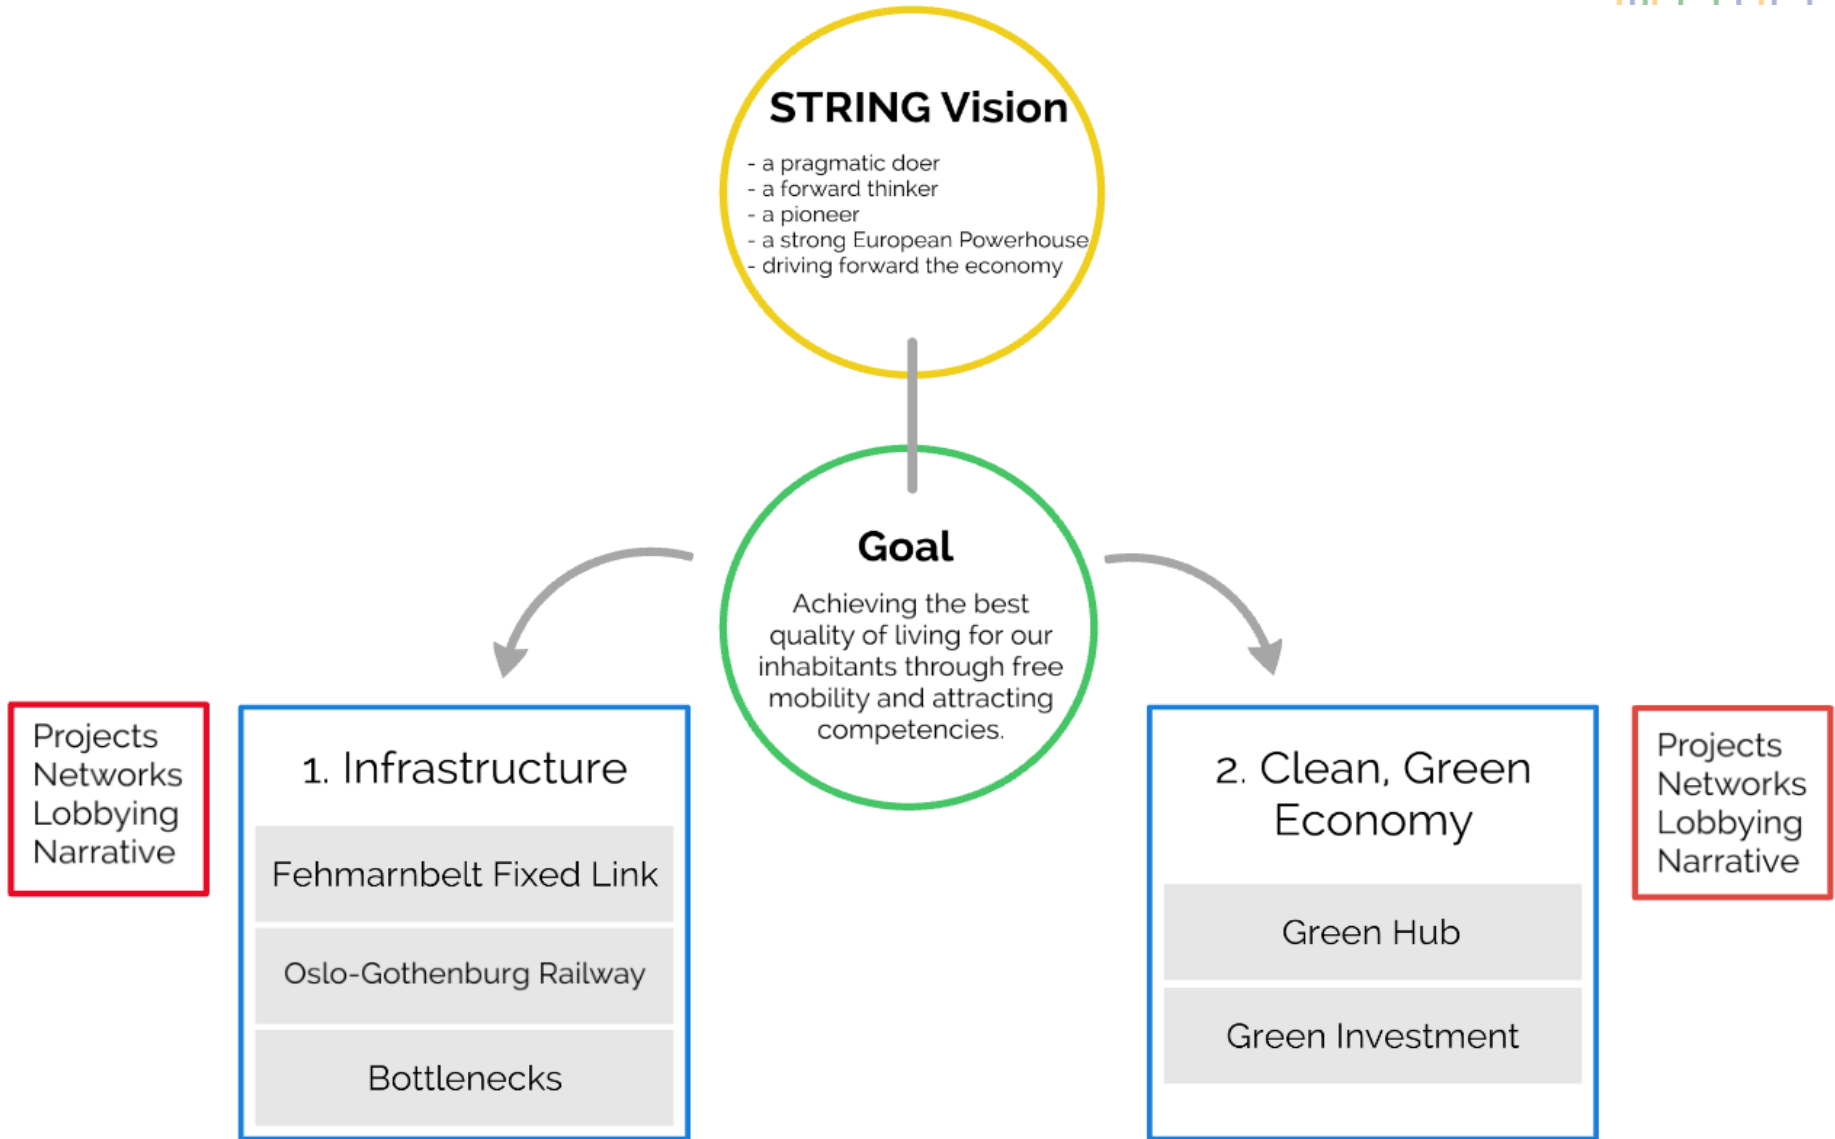 STRING Vision
- a pragmatic doer
- a forward thinker
- a pioneer
- a strong European Powerhouse
- driving forward the economy
Goal
Achieving the best
quality of living for our
inhabitants through free
mobility and attracting
competencies.
Projects
Networks
Lobbying
Narrative
1. Infrastructure
Fehmarnbelt Fixed Link
Oslo-Gothenburg Railway
Bottlenecks
2. Clean, Green
Economy
Green Hub
Green Investment
Projects
Networks
Lobbying
Narrative